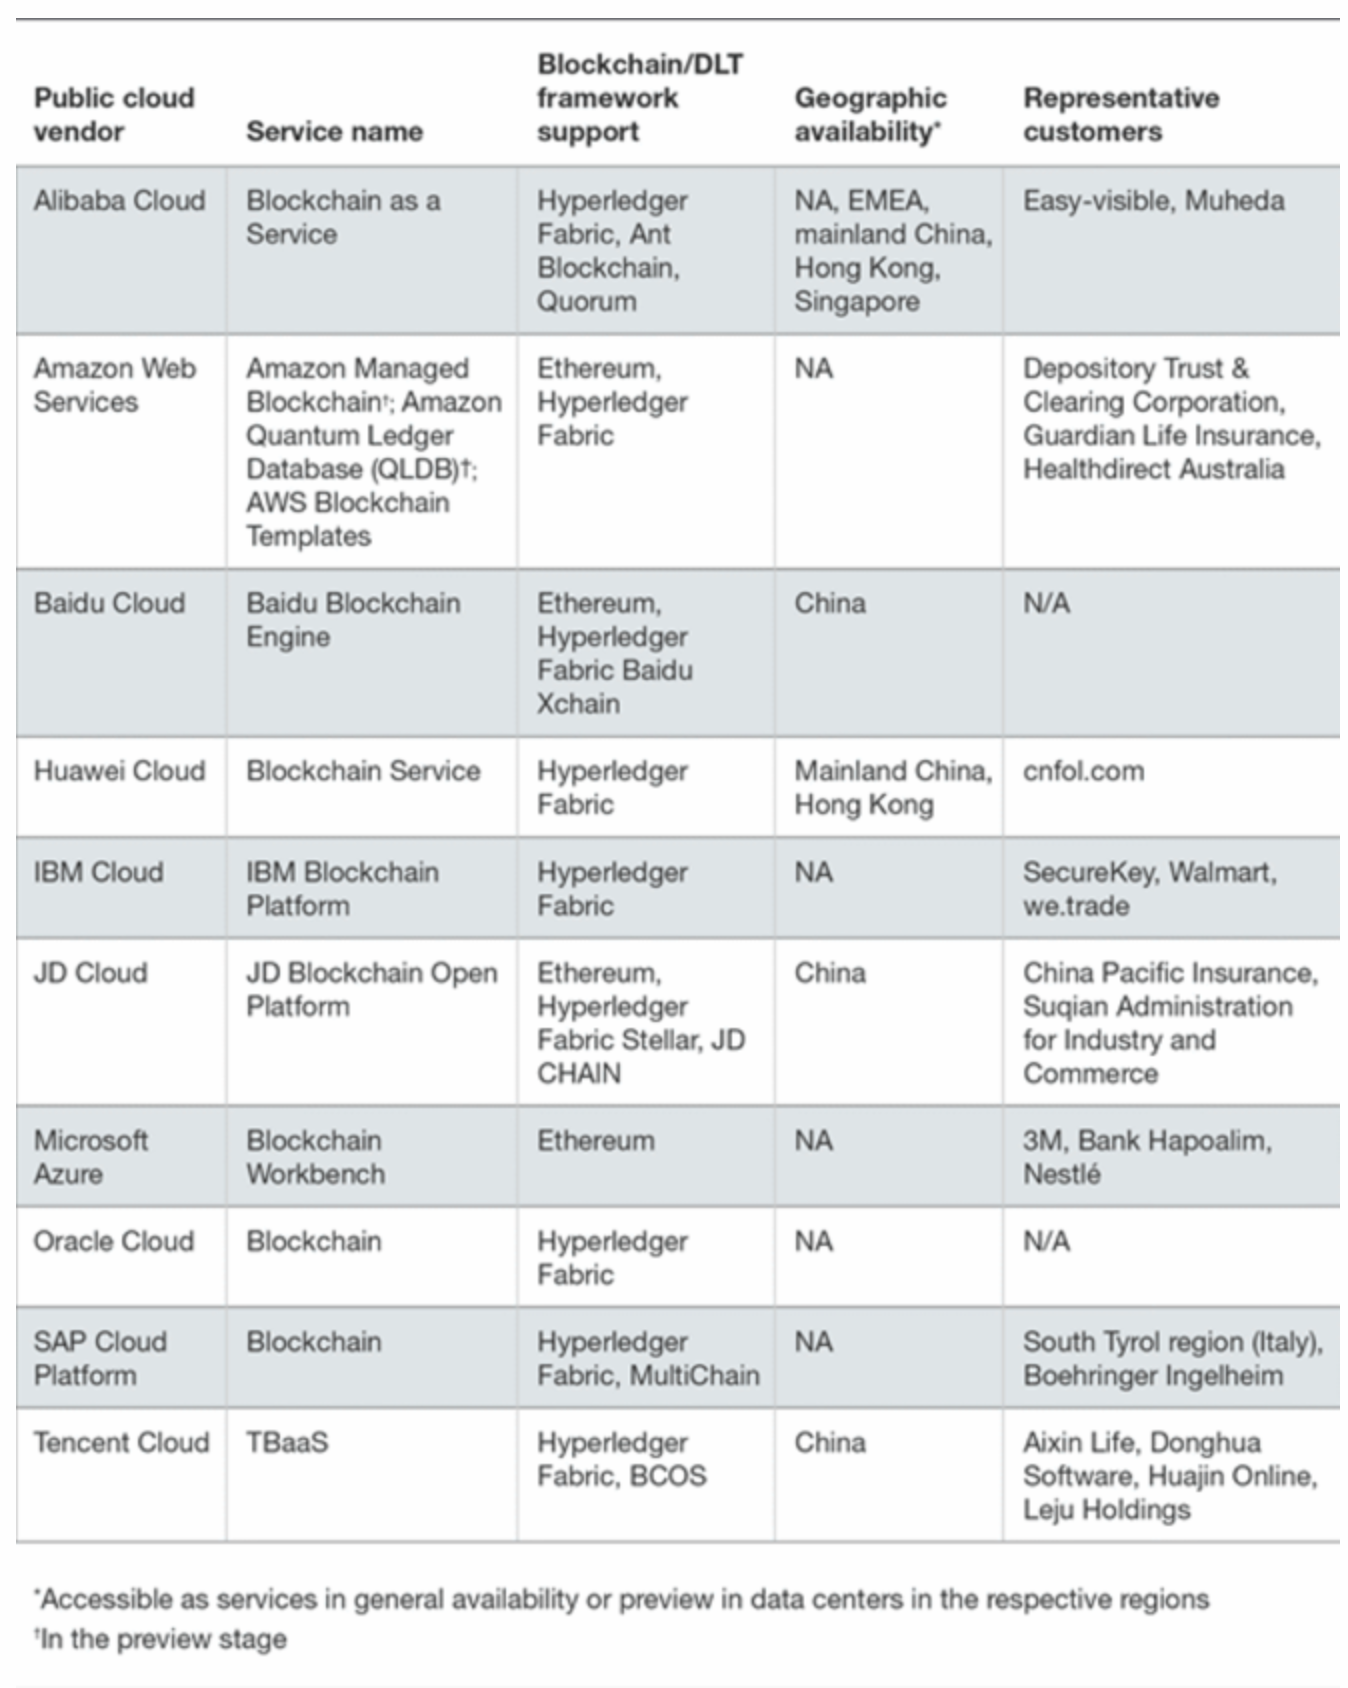 Public cloud
vendor
Service name
Blockchain/DLT
framework
support
Geographic
availability*
Representative
customers
Alibaba Cloud
Blockchain as a
Service
Hyperledger
Fabric, Ant
Blockchain,
Quorum
NA, EMEA,
mainland China,
Hong Kong,
Singapore
Easy-visible, Muheda
Amazon Web
Services
Amazon Managed
Blockchain†; Amazon
Quantum Ledger
Database (QLDB)†;
AWS Blockchain
Templates
Ethereum,
Hyperledger
Fabric
NA
Depository Trust &
Clearing Corporation,
Guardian Life Insurance,
Healthdirect Australia
Baidu Cloud
Baidu Blockchain
Engine
Ethereum,
Hyperledger
Fabric Baidu
Xchain
China
N/A
Huawei Cloud
Blockchain Service
Hyperledger
Fabric
Mainland China,
Hong Kong
cnfol.com
IBM Cloud
IBM Blockchain
Platform
Hyperledger
Fabric
NA
SecureKey, Walmart,
we.trade
JD Cloud
JD Blockchain Open
Platform
Ethereum,
Hyperledger
Fabric Stellar, JD
CHAIN
China
China Pacific Insurance,
Suqian Administration
for Industry and
Commerce
Microsoft
Azure
Blockchain
Workbench
Ethereum
NA
3M, Bank Hapoalim,
Nestlé
Oracle Cloud
Blockchain
Hyperledger
Fabric
NA
N/A
SAP Cloud
Platform
Blockchain
Hyperledger
Fabric, MultiChain
NA
South Tyrol region (Italy),
Boehringer Ingelheim
Tencent Cloud
TBaaS
Hyperledger
Fabric, BCOS
China
Aixin Life, Donghua
Software, Huajin Online,
Leju Holdings
*Accessible as services in general availability or preview in data centers in the respective regions
†In the preview stage